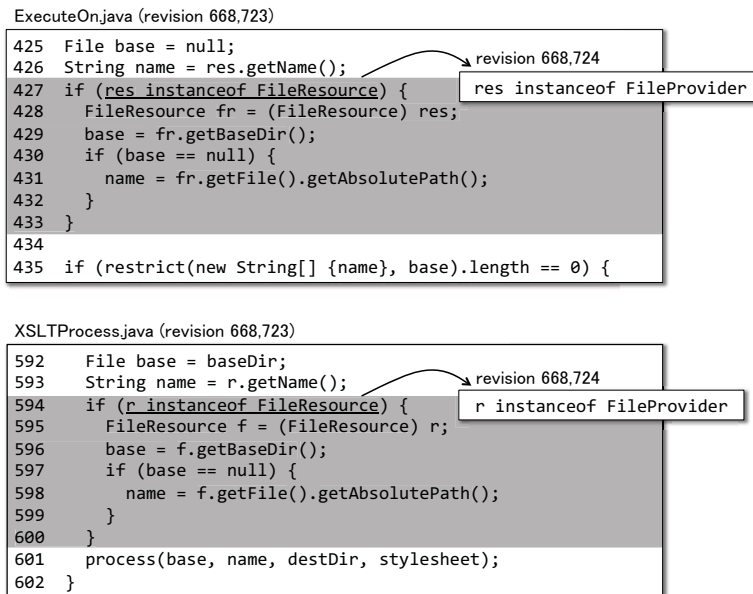 ExecuteOn.java (revision 668,723)
425 File base = null;
426 String name = res.getName();
revision 668,724
427 if (res instanceof FileResource) {
res instanceof FileProvider
428 FileResource fr = (FileResource) res;
429 base = fr.getBaseDir();
430 if (base == null) {
431 name = fr.getFile().getAbsolutePath();
432 }
433 }
434
435 if (restrict(new String[] {name}, base).length == 0) {
XSLTProcess.java (revision 668,723)
592 File base = baseDir;
593 String name = r.getName();
revision 668,724
594 if (r instanceof FileResource) {
r instanceof FileProvider
595 FileResource f = (FileResource) r;
596 base = f.getBaseDir();
597 if (base == null) {
598 name = f.getFile().getAbsolutePath();
599 }
600 }
601 process(base, name, destDir, stylesheet);
602 }